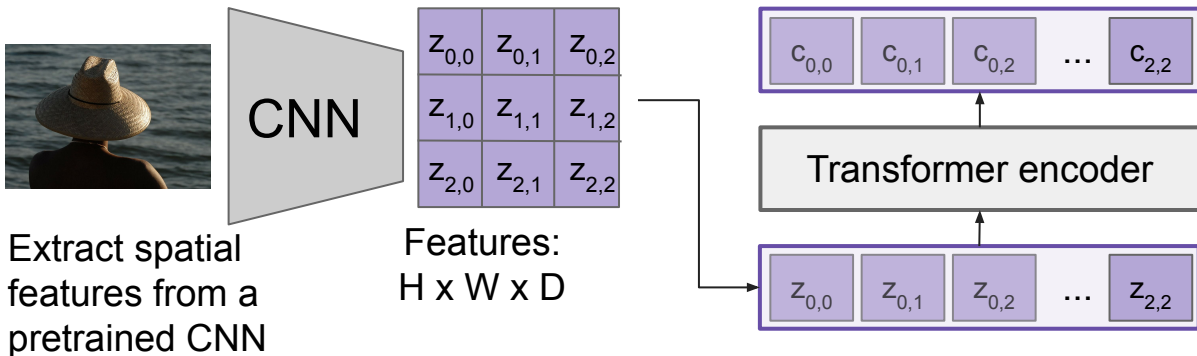 CNN
z0,0 z0,1 z0,2
z1,0 z1,1 z1,2
z2,0 z2,1 z2,2
Extract spatial
features from a
pretrained CNN
Features:
H x W x D
c0,0 c0,1 c0,2 ... c2,2
Transformer encoder
z0,0 z0,1 z0,2 ... z2,2